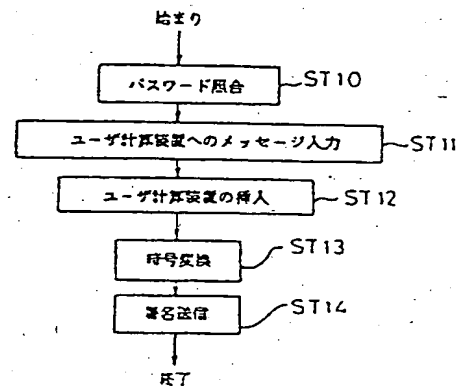 始まり
パスワード照合 ST10
ユーザ計算装置へのメッセージ入力 ST11
ユーザ計算装置の挿入 ST12
符号変換 ST13
署名送信 ST14
終了